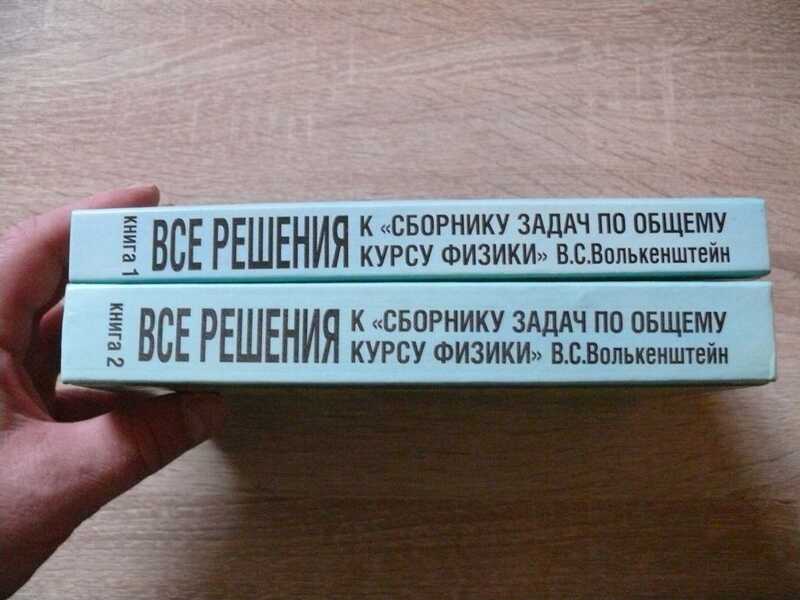 книга 1
ВСЕ РЕШЕНИЯ
К «СБОРНИКУ ЗАДАЧ ПО ОБЩЕМУ
КУРСУ ФИЗИКИ» В.С.Волькенштейн
книга 2
ВСЕ РЕШЕНИЯ
К «СБОРНИКУ ЗАДАЧ ПО ОБЩЕМУ
КУРСУ ФИЗИКИ» В.С.Волькенштейн